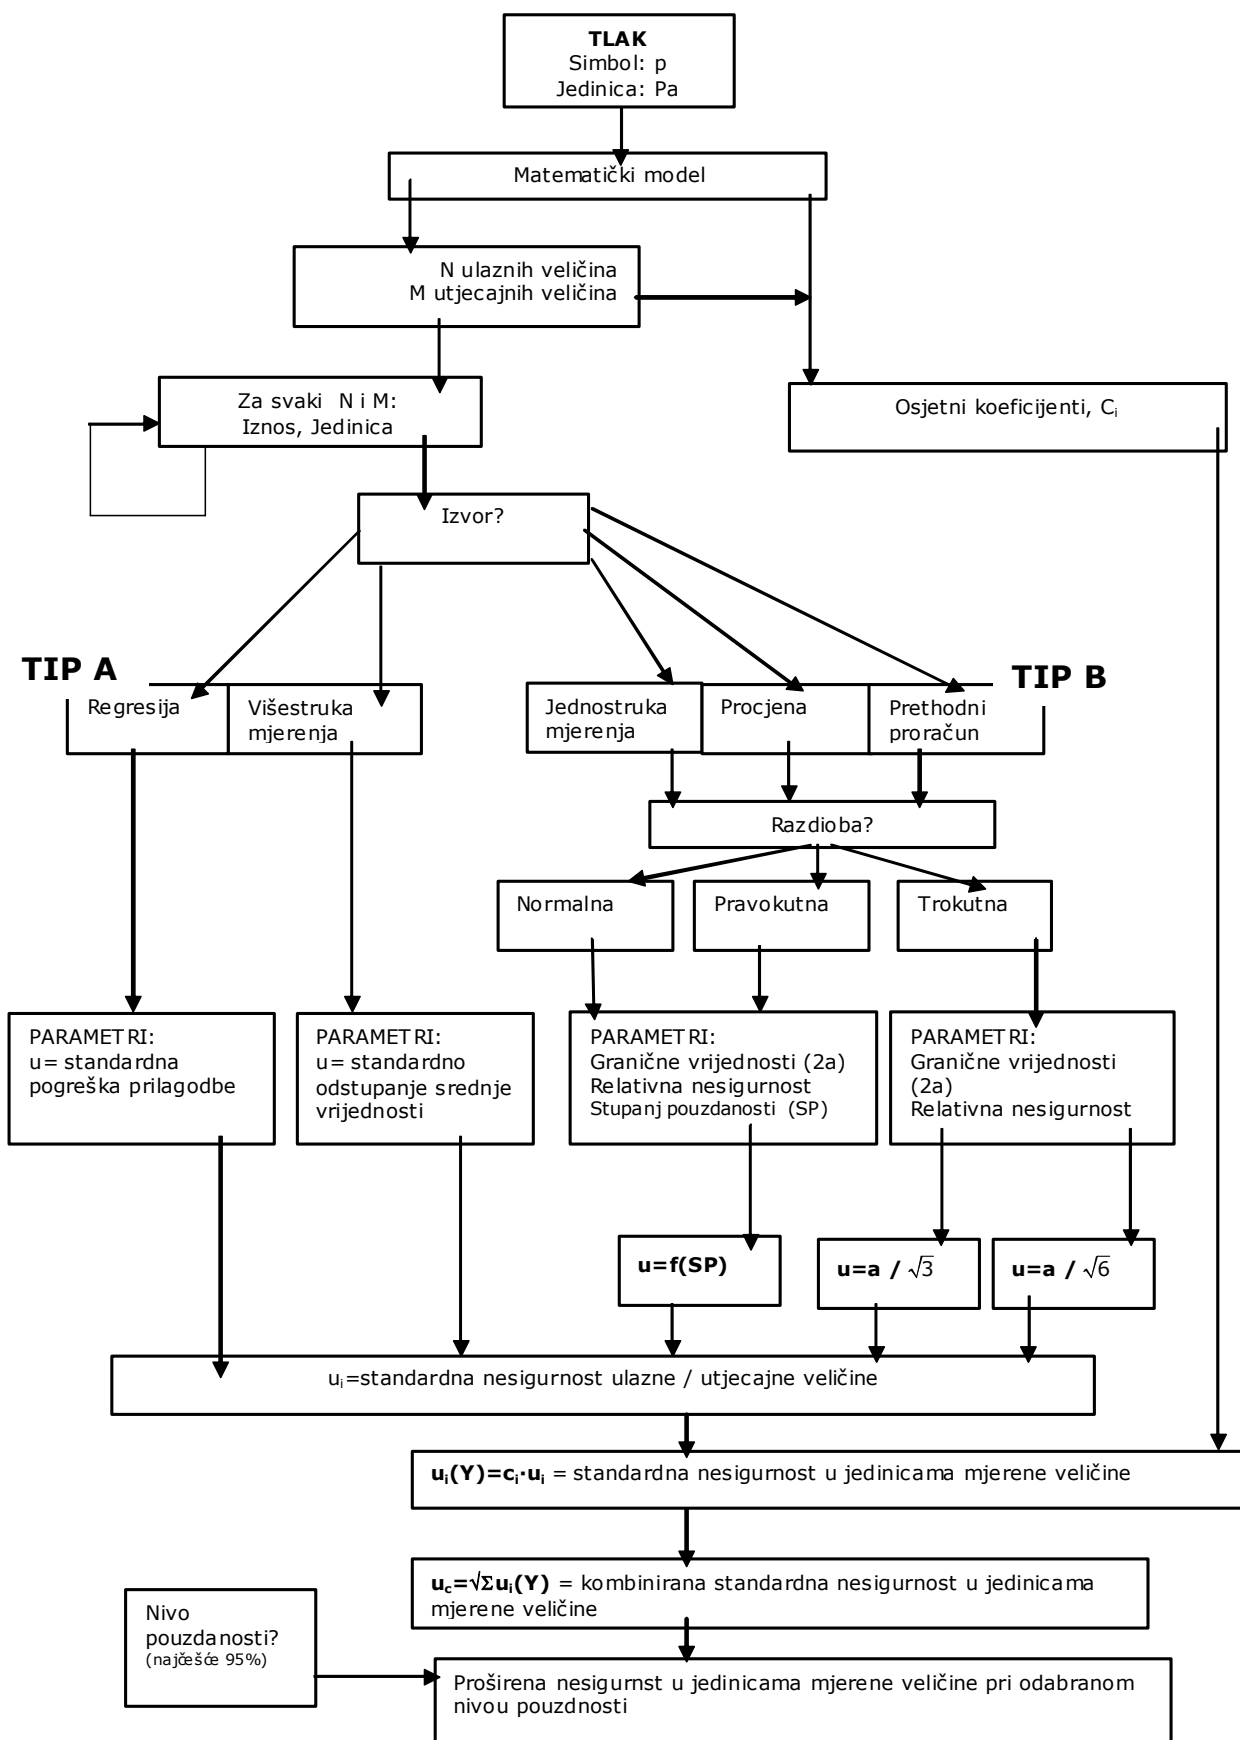 TLAK
Simbol: p
Jedinica: Pa
Matematički model
N ulaznih veličina
M utjecajnih veličina
Za svaki N i M:
Iznos, Jedinica
Osjetni koeficijenti, Cᵢ
Izvor?
TIP A
TIP B
Regresija
Višestruka
mjerenja
Jednostruka
mjerenja
Procjena
Prethodni
proračun
Razdioba?
Normalna
Pravokutna
Trokutna
PARAMETRI:
u= standardna
pogreška prilagodbe
PARAMETRI:
u= standardno
odstupanje srednje
vrijednosti
PARAMETRI:
Granične vrijednosti (2a)
Relativna nesigurnost
Stupanj pouzdanosti (SP)
PARAMETRI:
Granične vrijednosti
(2a)
Relativna nesigurnost
u=f(SP)
u=a / √3
u=a / √6
uᵢ=standardna nesigurnost ulazne / utjecajne veličine
uᵢ(Y)=cᵢ·uᵢ = standardna nesigurnost u jedinicama mjerene veličine
u꜀=√Σuᵢ(Y) = kombinirana standardna nesigurnost u jedinicama
mjerene veličine
Nivo
pouzdanosti?
(najčešće 95%)
Proširena nesigurnst u jedinicama mjerene veličine pri odabranom
nivou pouzdnosti